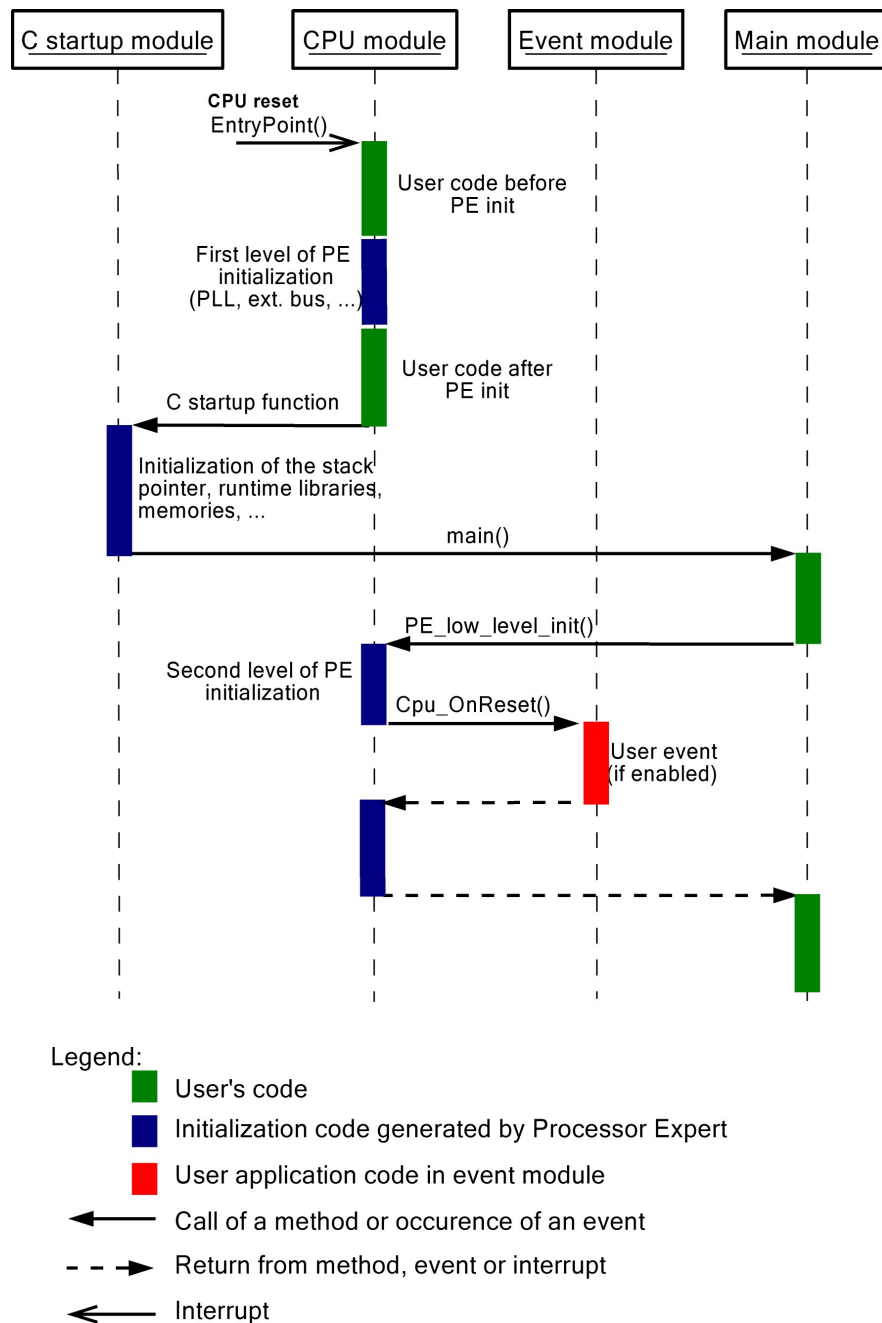 C startup module
CPU module
Event module
Main module
CPU reset
EntryPoint()
User code before
PE init
First level of PE
initialization
(PLL, ext. bus, ...)
User code after
PE init
C startup function
Initialization of the stack
pointer, runtime libraries,
memories, ...
main()
PE_low_level_init()
Second level of PE
initialization
Cpu_OnReset()
User event
(if enabled)
Legend:
User's code
Initialization code generated by Processor Expert
User application code in event module
Call of a method or occurence of an event
Return from method, event or interrupt
Interrupt